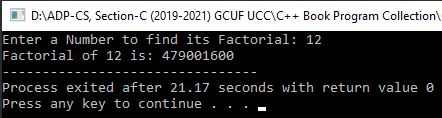 D:\ADP-CS, Section-C (2019-2021) GCUF UCC\C++ Book Program Collection\
Enter a Number to find its Factorial: 12
Factorial of 12 is: 479001600
--------------------------------
Process exited after 21.17 seconds with return value 0
Press any key to continue . . .